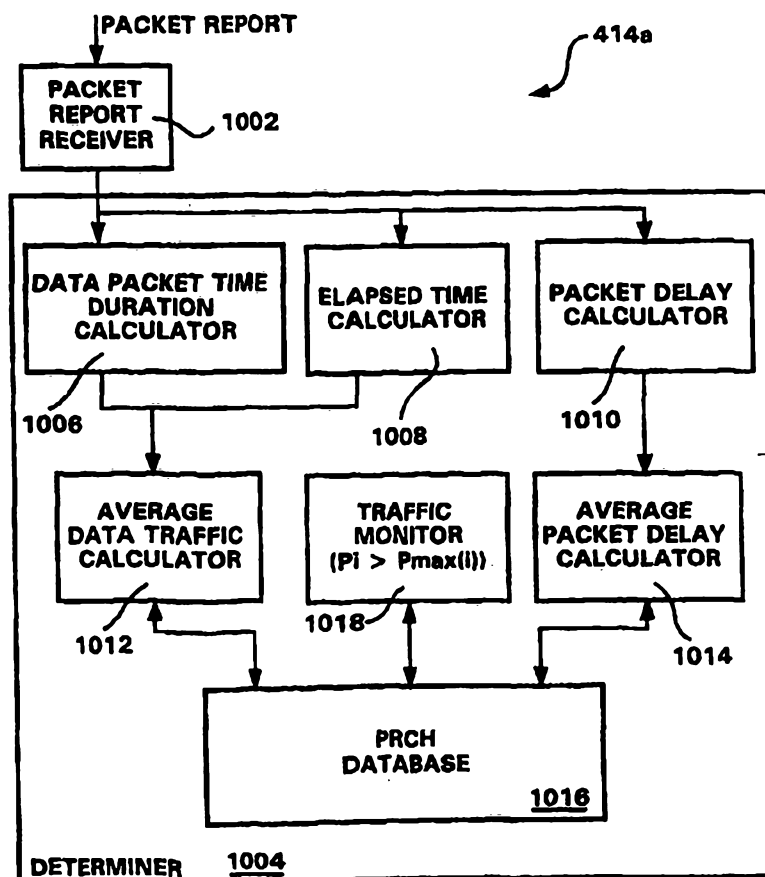 PACKET REPORT
414a
PACKET
REPORT
RECEIVER
1002
DATA PACKET TIME
DURATION
CALCULATOR
ELAPSED TIME
CALCULATOR
PACKET DELAY
CALCULATOR
1006
1008
1010
AVERAGE
DATA TRAFFIC
CALCULATOR
TRAFFIC
MONITOR
(Pi > Pmax(i))
AVERAGE
PACKET DELAY
CALCULATOR
1012
1018
1014
PRCH
DATABASE
1016
DETERMINER 1004